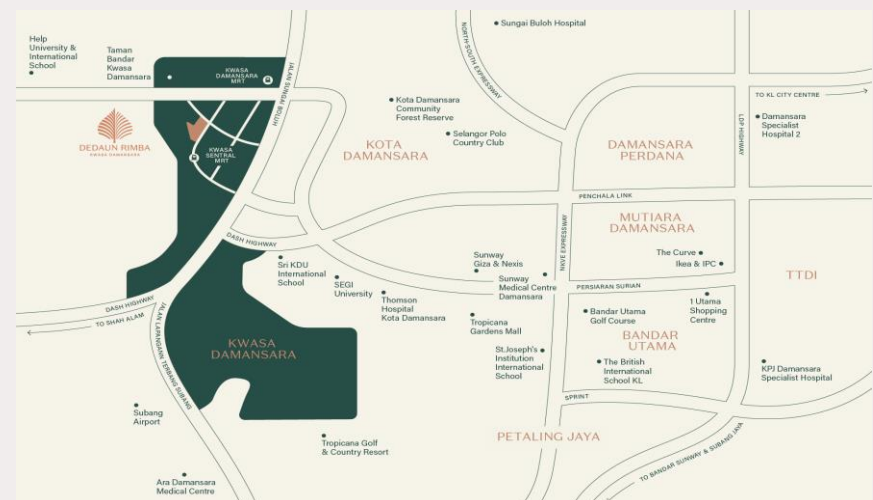 Help
University &
International
School
Taman
Bandar
Kwasa
Damansara
KWASA
DAMANSARA
MRT
JALAN SUNGAI BULOH
DEDAUN RIMBA
KWASA DAMANSARA
KWASA
SENTRAL
MRT
Kota Damansara
Community
Forest Reserve
Selangor Polo
Country Club
KOTA
DAMANSARA
NORTH-SOUTH EXPRESSWAY
Sungai Buloh Hospital
DAMANSARA
PERDANA
LDP HIGHWAY
TO KL CITY CENTRE
Damansara
Specialist
Hospital 2
PENCHALA LINK
MUTIARA
DAMANSARA
The Curve
Ikea & IPC
TTDI
DASH HIGHWAY
Sri KDU
International
School
SEGI
University
Thomson
Hospital
Kota Damansara
Sunway
Giza & Nexis
Sunway
Medical Centre
Damansara
NKVE EXPRESSWAY
PERSIARAN SURIAN
Tropicana
Gardens Mall
St.Joseph's
Institution
International
School
Bandar Utama
Golf Course
1 Utama
Shopping
Centre
BANDAR
UTAMA
The British
International
School KL
KPJ Damansara
Specialist Hospital
SPRINT
DASH HIGHWAY
TO SHAH ALAM
JALAN LAPANGANN TERBANG SUBANG
KWASA
DAMANSARA
Subang
Airport
Tropicana Golf
& Country Resort
Ara Damansara
Medical Centre
PETALING JAYA
TO BANDAR SUNWAY & SUBANG JAYA